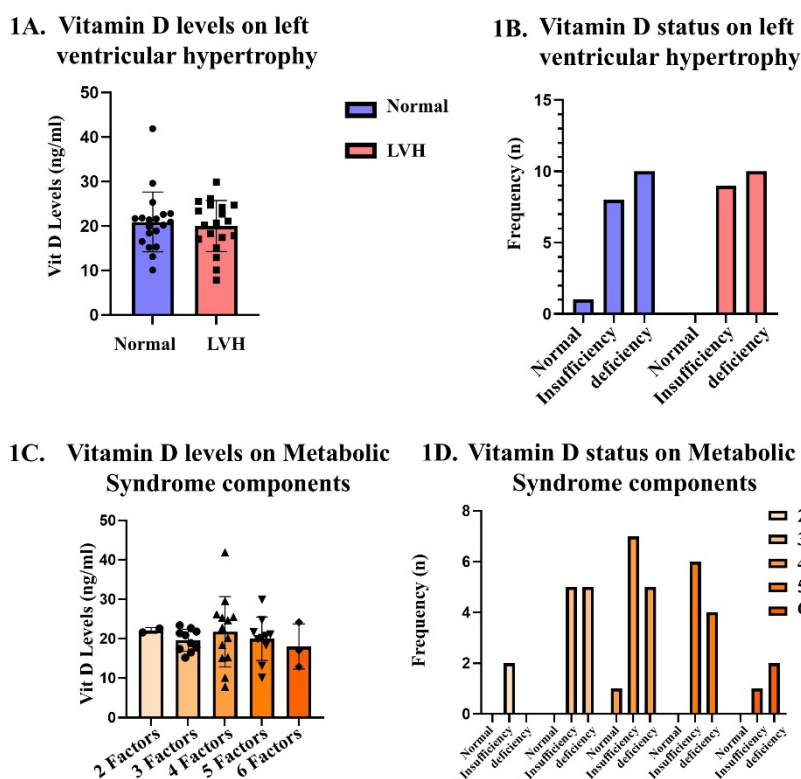 1A. Vitamin D levels on left
ventricular hypertrophy
Vit D Levels (ng/ml)
50
40
30
20
10
0
Normal
LVH
Normal
LVH
1B. Vitamin D status on left
ventricular hypertrophy
Frequency (n)
15
10
5
0
Normal
Insufficiency
deficiency
Normal
Insufficiency
deficiency
1C. Vitamin D levels on Metabolic
Syndrome components
Vit D Levels (ng/ml)
50
40
30
20
10
0
2 Factors
3 Factors
4 Factors
5 Factors
6 Factors
1D. Vitamin D status on Metabolic
Syndrome components
Frequency (n)
8
6
4
2
0
Normal
Insufficiency
deficiency
Normal
Insufficiency
deficiency
Normal
Insufficiency
deficiency
Normal
Insufficiency
deficiency
Normal
Insufficiency
deficiency
2
3